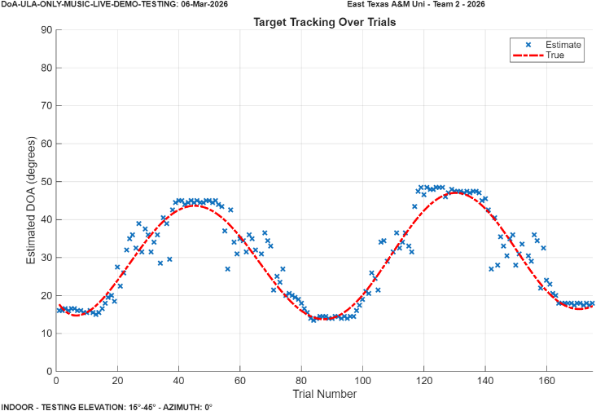 DoA-ULA-ONLY-MUSIC-LIVE-DEMO-TESTING: 06-Mar-2026
East Texas A&M Uni - Team 2 - 2026
Target Tracking Over Trials
Estimate
True
Estimated DOA (degrees)
90
80
70
60
50
40
30
20
10
0
0 20 40 60 80 100 120 140 160
Trial Number
INDOOR - TESTING ELEVATION: 15°-45° - AZIMUTH: 0°